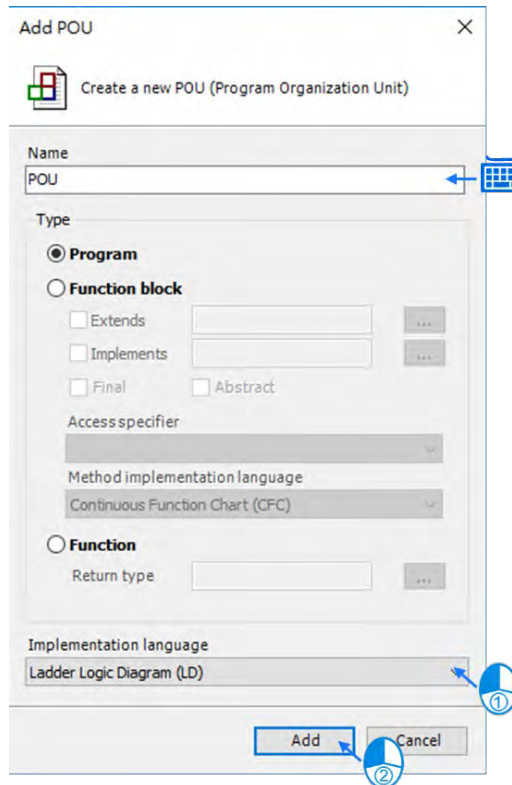 Add POU
Create a new POU (Program Organization Unit)
Name
POU
Type
Program
Function block
Extends
...
Implements
...
Final Abstract
Access specifier
Method implementation language
Continuous Function Chart (CFC)
Function
Return type
...
Implementation language
Ladder Logic Diagram (LD)
①
Add Cancel
②